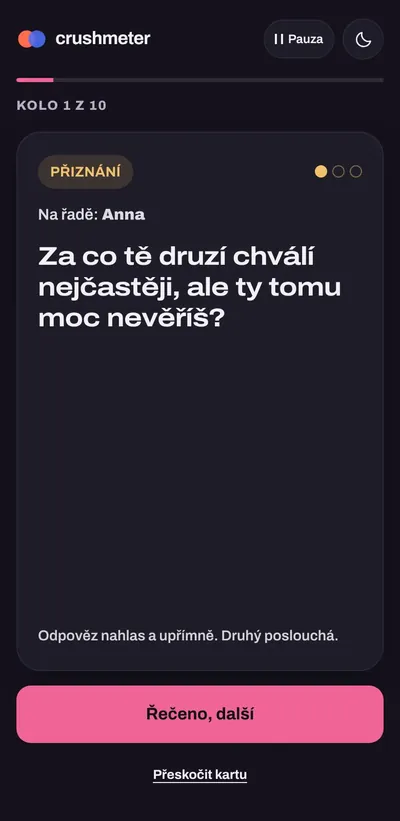 crushmeter
Pauza
KOLO 1 Z 10
PŘIZNÁNÍ
Na řadě: Anna
Za co tě druzí chválí
nejčastěji, ale ty tomu
moc nevěříš?
Odpověz nahlas a upřímně. Druhý poslouchá.
Řečeno, další
Přeskočit kartu